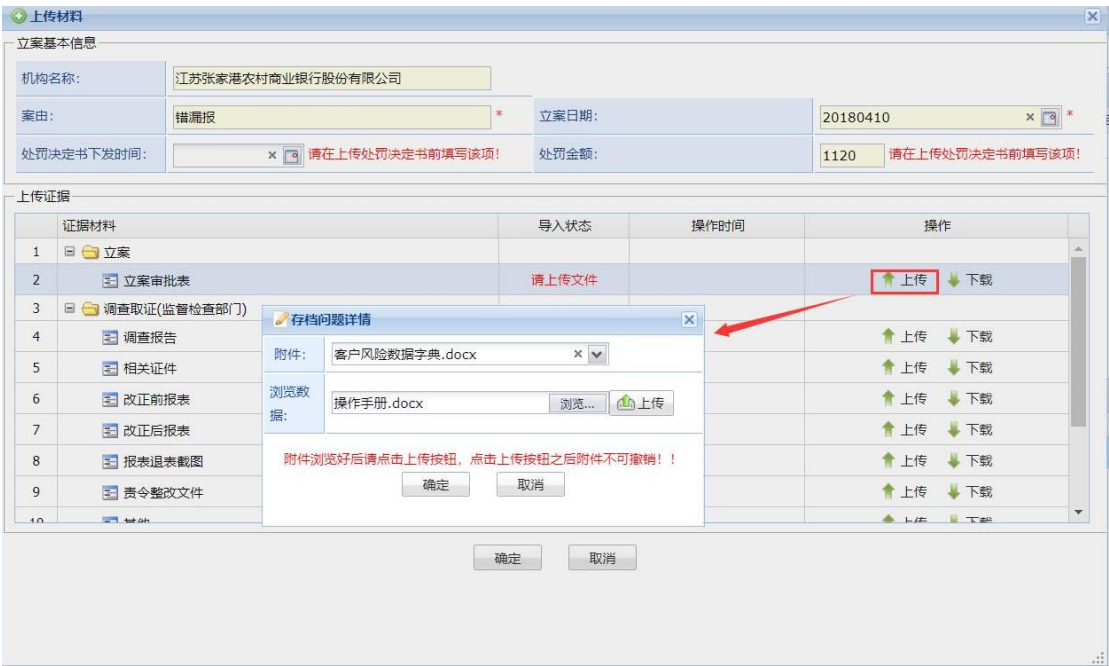 上传材料
立案基本信息
机构名称: 江苏张家港农村商业银行股份有限公司
案由: 错漏报 * 立案日期: 20180410 *
处罚决定书下发时间: 请在上传处罚决定书前填写该项! 处罚金额: 1120 请在上传处罚决定书前填写该项!
上传证据
证据材料 导入状态 操作时间 操作
1 立案
2 立案审批表 请上传文件 上传 下载
3 调查取证(监督检查部门)
4 调查报告 上传 下载
5 相关证件 上传 下载
6 改正前报表 上传 下载
7 改正后报表 上传 下载
8 报表退表截图 上传 下载
9 责令整改文件 上传 下载
10 其他 上传 下载
存档问题详情
附件: 客户风险数据字典.docx
浏览数据: 操作手册.docx 浏览... 上传
附件浏览好后请点击上传按钮，点击上传按钮之后附件不可撤销！！
确定 取消
确定 取消